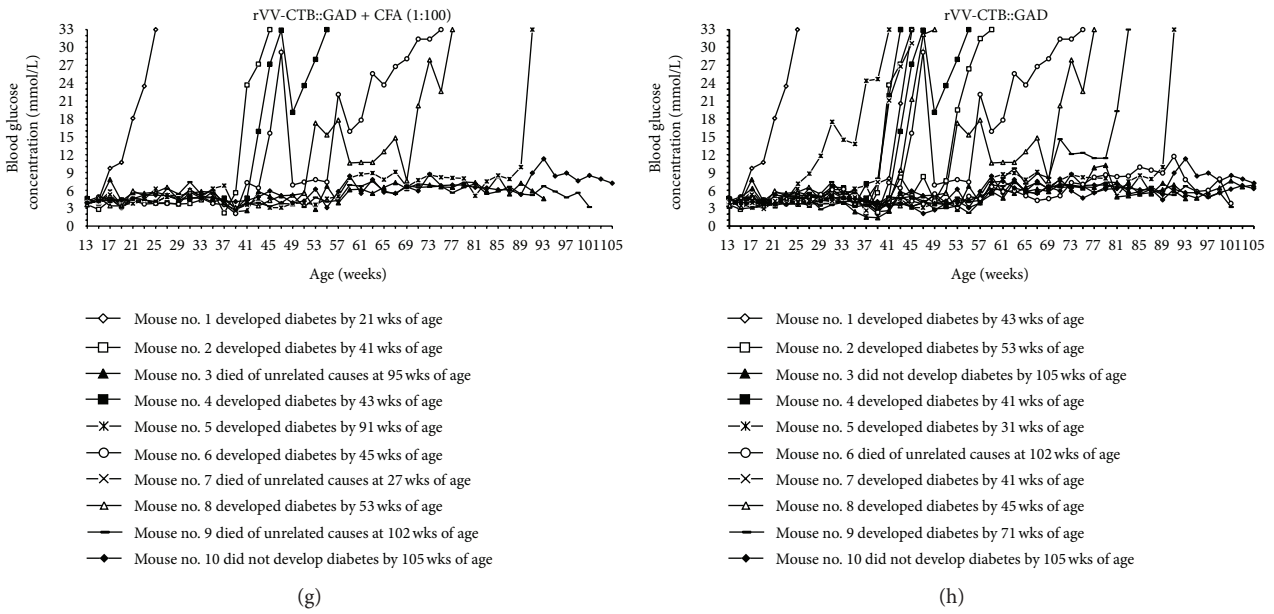 rVV-CTB::GAD + CFA (1:100)
33
30
27
24
21
18
15
12
9
6
3
0
Blood glucose
concentration (mmol/L)
13 17 21 25 29 33 37 41 45 49 53 57 61 65 69 73 77 81 85 89 93 97 101 105
Age (weeks)
Mouse no. 1 developed diabetes by 21 wks of age
Mouse no. 2 developed diabetes by 41 wks of age
Mouse no. 3 died of unrelated causes at 95 wks of age
Mouse no. 4 developed diabetes by 43 wks of age
Mouse no. 5 developed diabetes by 91 wks of age
Mouse no. 6 developed diabetes by 45 wks of age
Mouse no. 7 died of unrelated causes at 27 wks of age
Mouse no. 8 developed diabetes by 53 wks of age
Mouse no. 9 died of unrelated causes at 102 wks of age
Mouse no. 10 did not develop diabetes by 105 wks of age
(g)
rVV-CTB::GAD
33
30
27
24
21
18
15
12
9
6
3
0
Blood glucose
concentration (mmol/L)
13 17 21 25 29 33 37 41 45 49 53 57 61 65 69 73 77 81 85 89 93 97 101 105
Age (weeks)
Mouse no. 1 developed diabetes by 43 wks of age
Mouse no. 2 developed diabetes by 53 wks of age
Mouse no. 3 did not develop diabetes by 105 wks of age
Mouse no. 4 developed diabetes by 41 wks of age
Mouse no. 5 developed diabetes by 31 wks of age
Mouse no. 6 died of unrelated causes at 102 wks of age
Mouse no. 7 developed diabetes by 41 wks of age
Mouse no. 8 developed diabetes by 45 wks of age
Mouse no. 9 developed diabetes by 71 wks of age
Mouse no. 10 did not develop diabetes by 105 wks of age
(h)